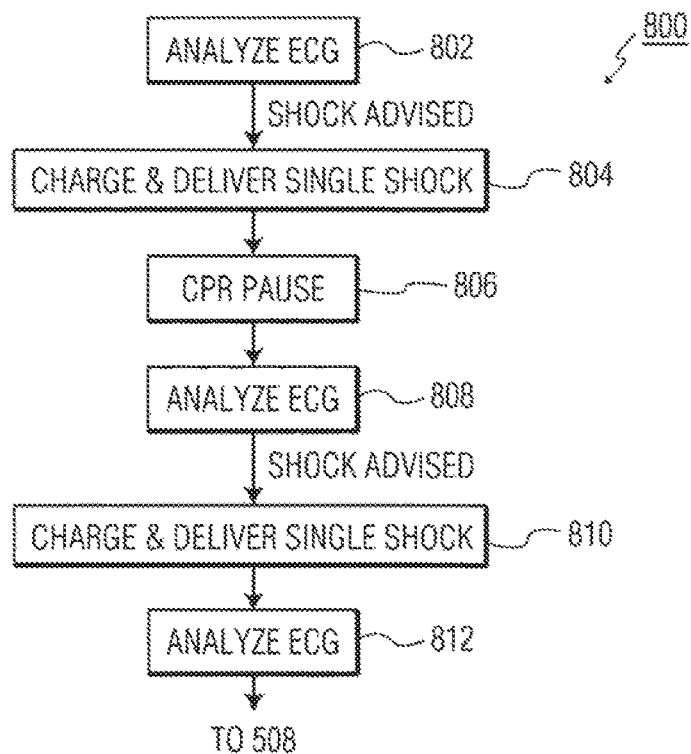 800
ANALYZE ECG 802
SHOCK ADVISED
CHARGE & DELIVER SINGLE SHOCK 804
CPR PAUSE 806
ANALYZE ECG 808
SHOCK ADVISED
CHARGE & DELIVER SINGLE SHOCK 810
ANALYZE ECG 812
TO 508